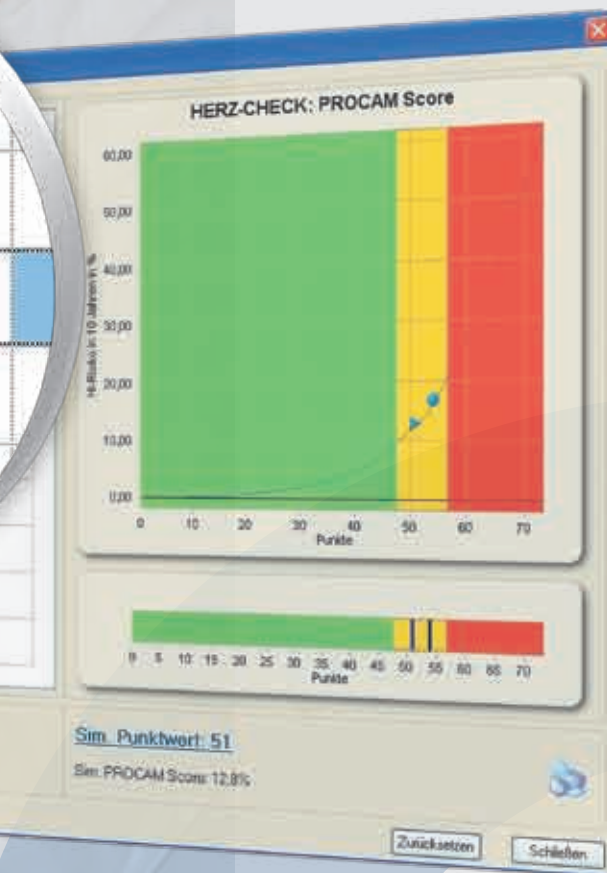 HERZ-CHECK: PROCAM Score
60,00
50,00
40,00
30,00
20,00
10,00
0,00
HI-Risiko in 10 Jahren in %
0 10 20 30 40 50 60 70
Punkte
0 5 10 15 20 25 30 35 40 45 50 55 60 65 70
Punkte
Sim. Punktwert: 51
Sim. PROCAM Score: 12,8%
Zurücksetzen
Schließen